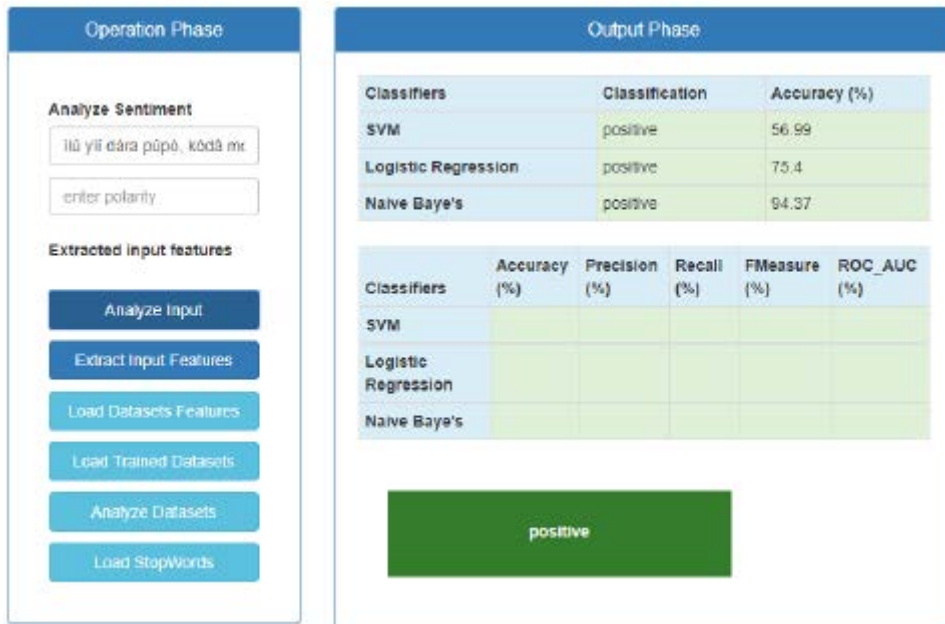 Operation Phase
Analyze Sentiment
dára púpò,
enter polarity
Extracted input features
Analyze Input
Extract Input Features
Load Datasets Features
Load Trained Datasets
Analyze Datasets
Load StopWords
Output Phase
Classifiers Classification Accuracy (%)
SVM positive 56.99
Logistic Regression positive 75.4
Naive Baye's positive 94.37
Classifiers Accuracy (%) Precision (%) Recall (%) FMeasure (%) ROC_AUC (%)
SVM
Logistic
Regression
Naive Baye's
positive